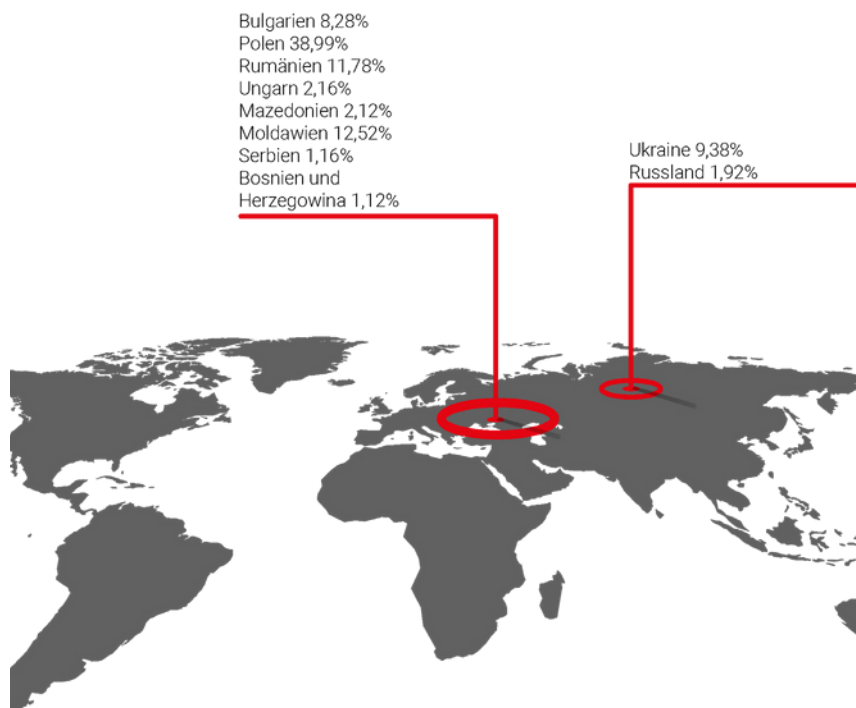 Bulgarien 8,28%
Polen 38,99%
Rumänien 11,78%
Ungarn 2,16%
Mazedonien 2,12%
Moldawien 12,52%
Serbien 1,16%
Bosnien und
Herzegowina 1,12%
Ukraine 9,38%
Russland 1,92%